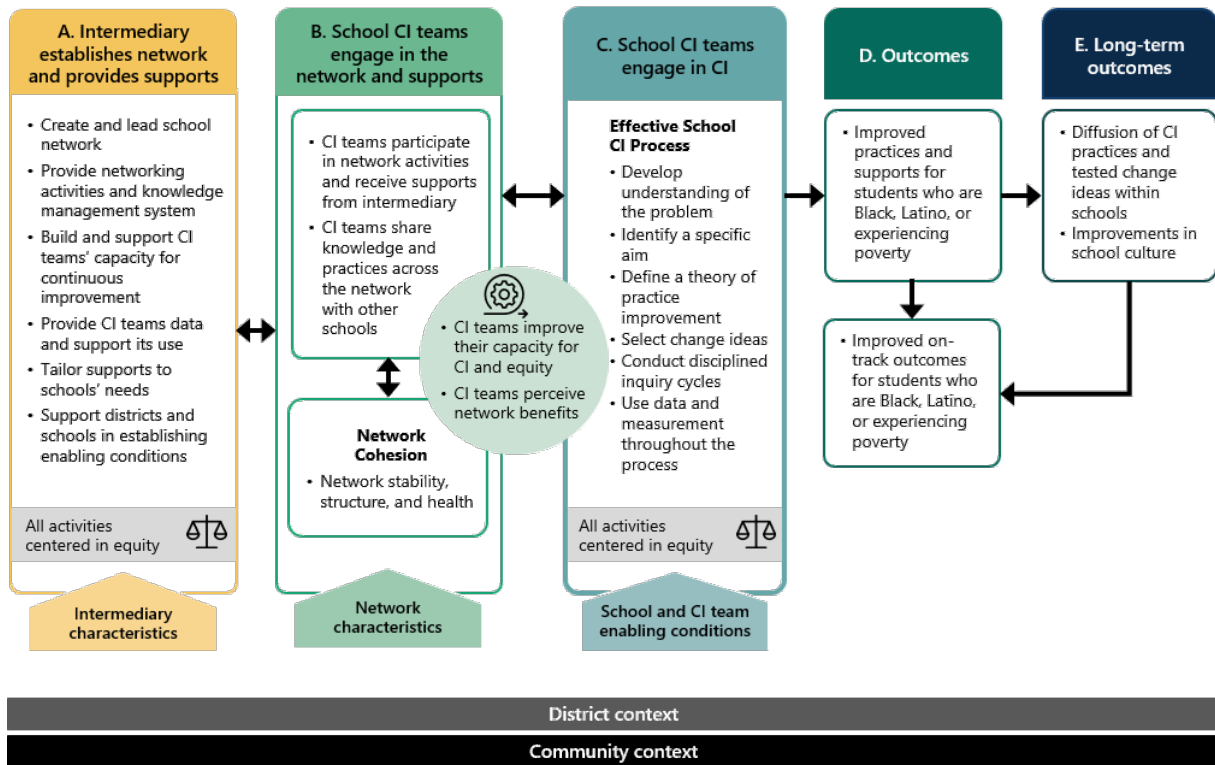 A. Intermediary
establishes network
and provides supports
• Create and lead school
network
• Provide networking
activities and knowledge
management system
• Build and support CI
teams' capacity for
continuous
improvement
• Provide CI teams data
and support its use
• Tailor supports to
schools' needs
• Support districts and
schools in establishing
enabling conditions
All activities
centered in equity
Intermediary
characteristics
B. School CI teams
engage in the
network and supports
• CI teams participate
in network activities
and receive supports
from intermediary
• CI teams share
knowledge and
practices across
the network
with other
schools
Network
Cohesion
• Network stability,
structure, and health
Network
characteristics
• CI teams improve
their capacity for
CI and equity
• CI teams perceive
network benefits
C. School CI teams
engage in CI
Effective School
CI Process
• Develop
understanding of
the problem
• Identify a specific
aim
• Define a theory of
practice
improvement
• Select change ideas
• Conduct disciplined
inquiry cycles
• Use data and
measurement
throughout the
process
All activities
centered in equity
School and CI team
enabling conditions
D. Outcomes
• Improved
practices and
supports for
students who are
Black, Latino, or
experiencing
poverty
• Improved on-
track outcomes
for students who
are Black, Latino,
or experiencing
poverty
E. Long-term
outcomes
• Diffusion of CI
practices and
tested change
ideas within
schools
• Improvements in
school culture
District context
Community context